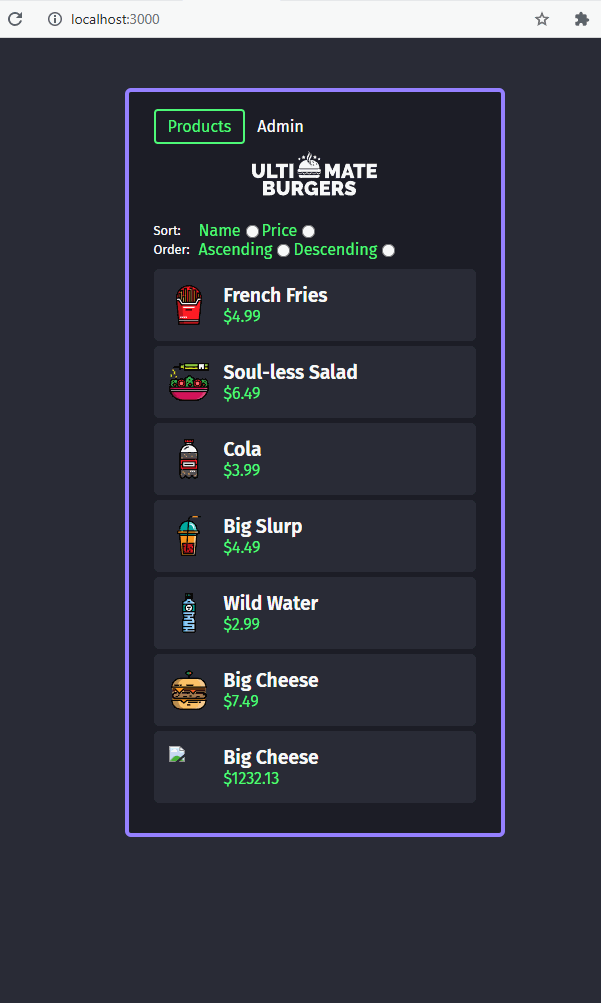 localhost:3000
Products Admin
ULTI MATE
BURGERS
Sort: Name Price
Order: Ascending Descending
French Fries
$4.99
Soul-less Salad
$6.49
Cola
$3.99
Big Slurp
$4.49
Wild Water
$2.99
Big Cheese
$7.49
Big Cheese
$1232.13